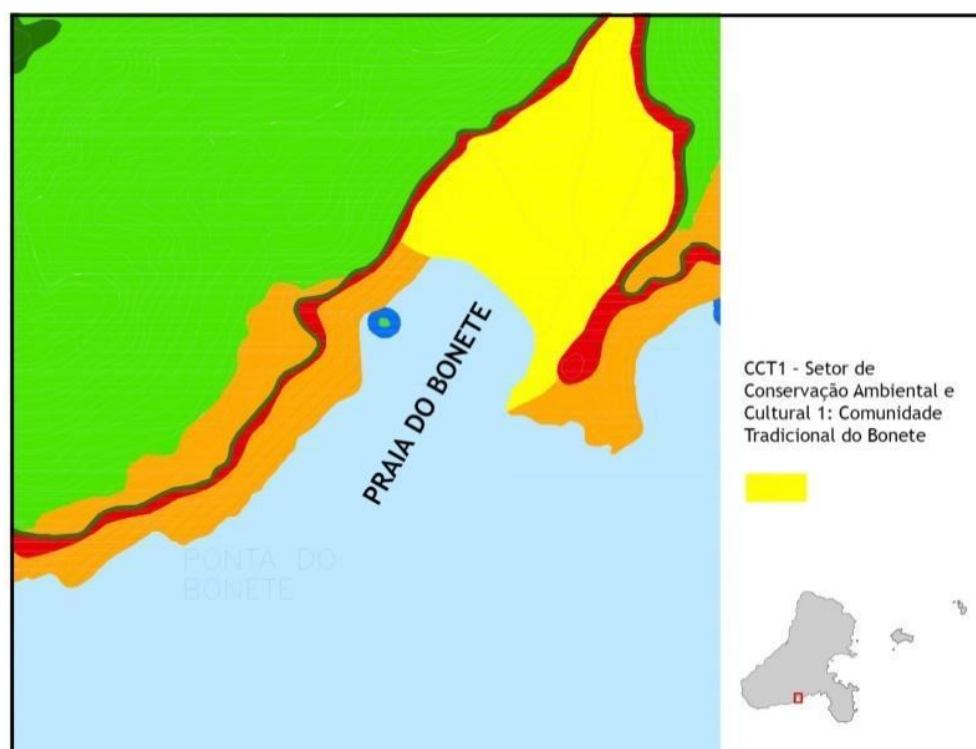 PRAIA DO BONETE
PONTA DO
BONETE
CCT1 - Setor de
Conservação Ambiental e
Cultural 1: Comunidade
Tradicional do Bonete